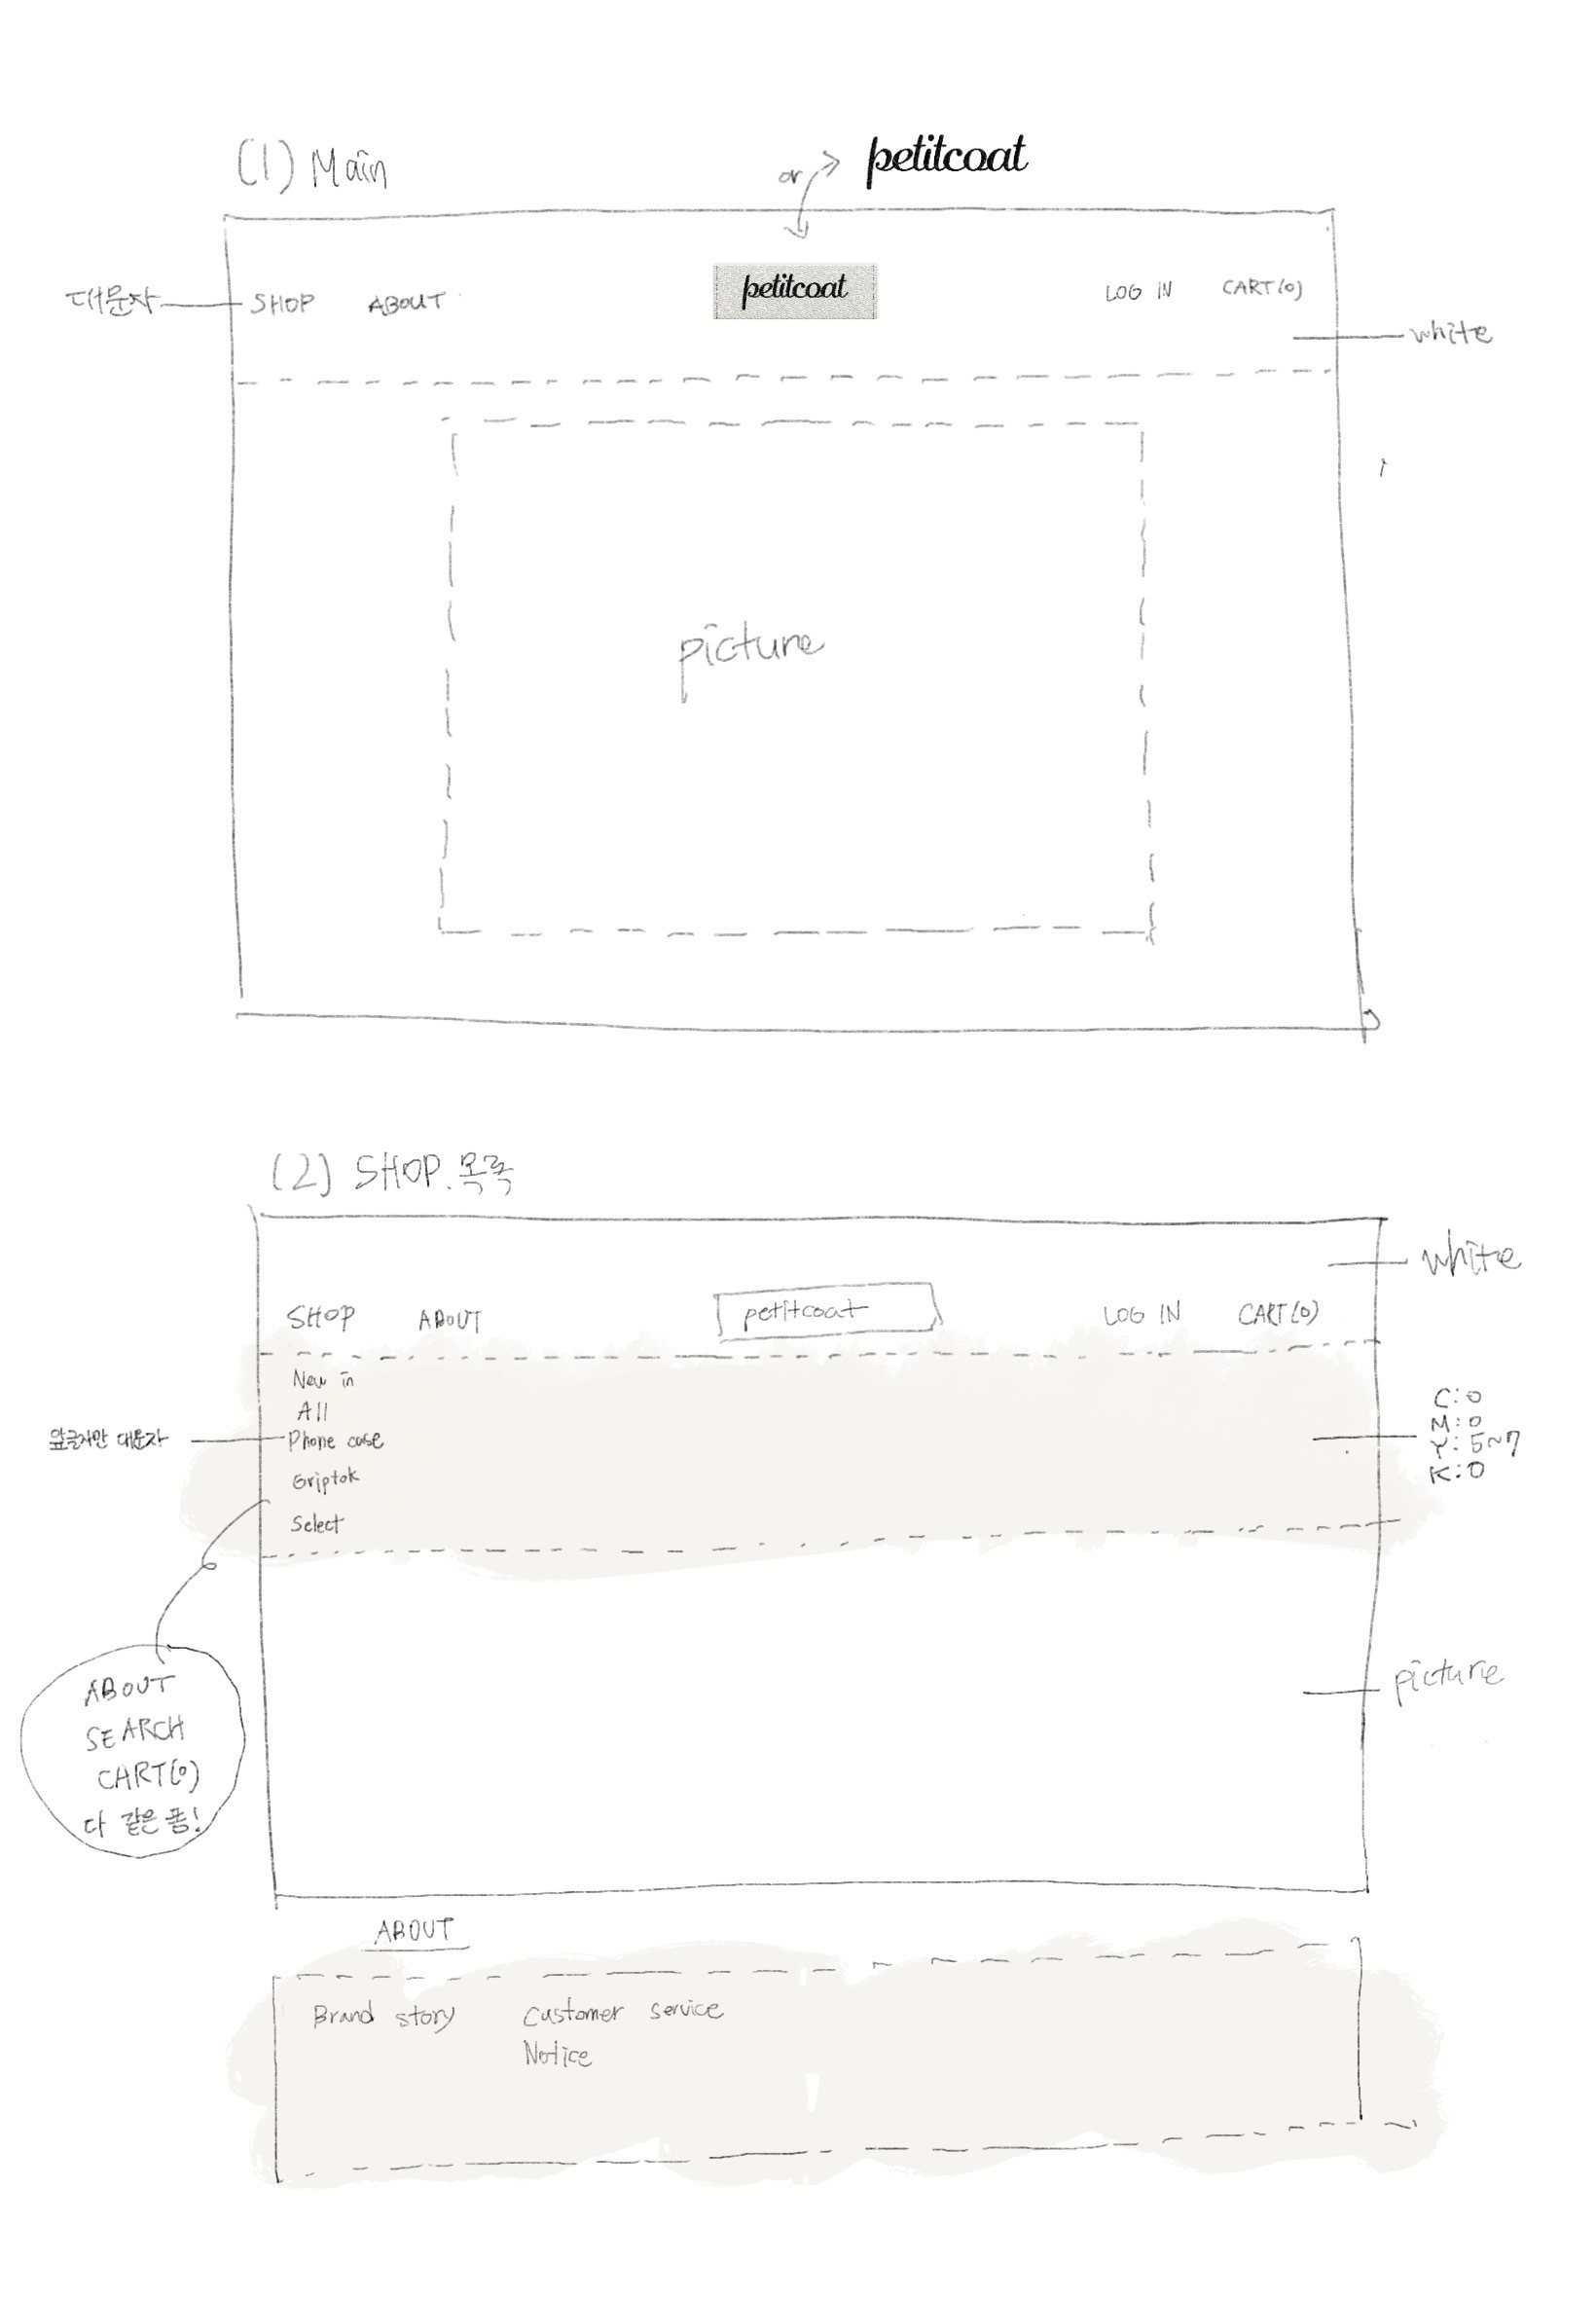 (1) Main
or
petitcoat
대문자
SHOP
ABOUT
petitcoat
LOG IN
CART(0)
white
picture
(2) SHOP.목록
white
SHOP
ABOUT
petitcoat
LOG IN
CART(0)
New in
All
Phone case
Griptok
Select
앞글자만 대문자
C:0
M:0
Y:5~7
K:0
ABOUT
SEARCH
CART(0)
다 같은 폼!
picture
ABOUT
Brand story
Customer service
Notice